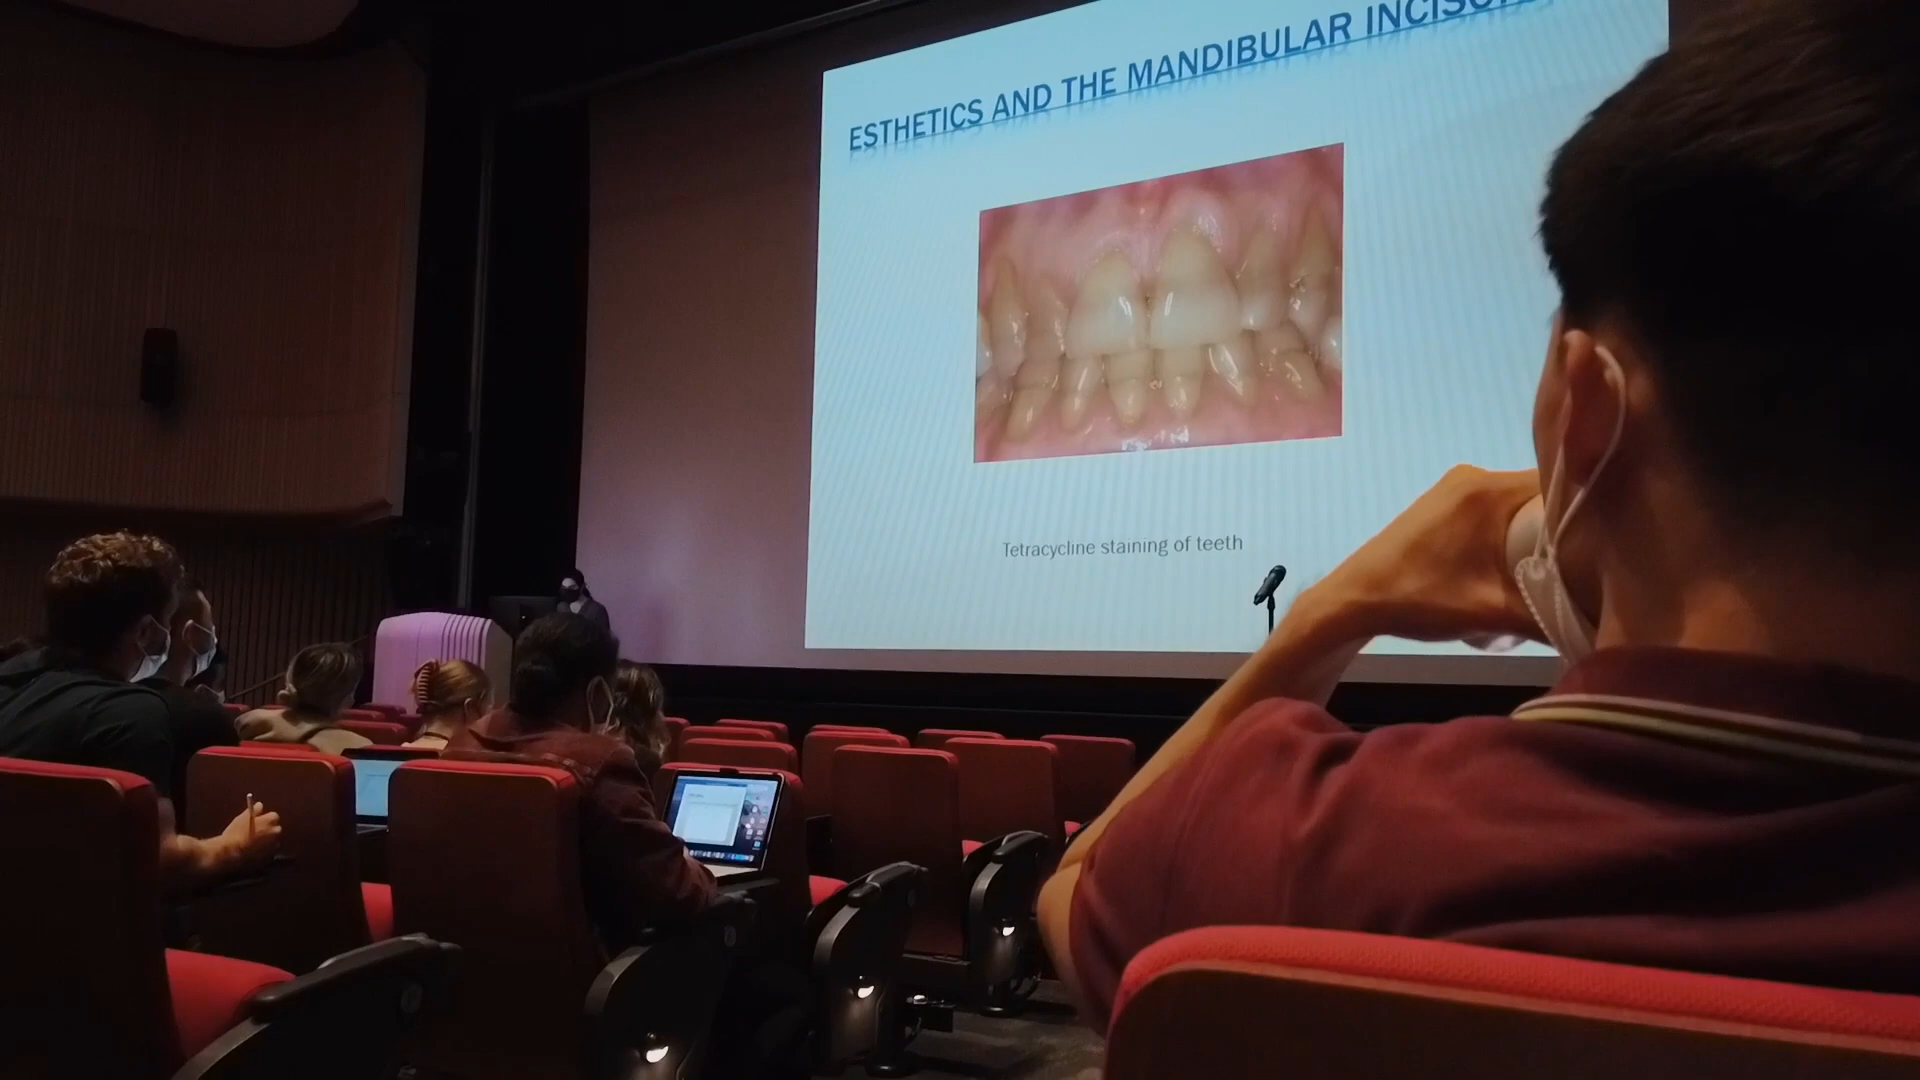 ESTHETICS AND THE MANDIBULAR
Tetracycline staining of teeth